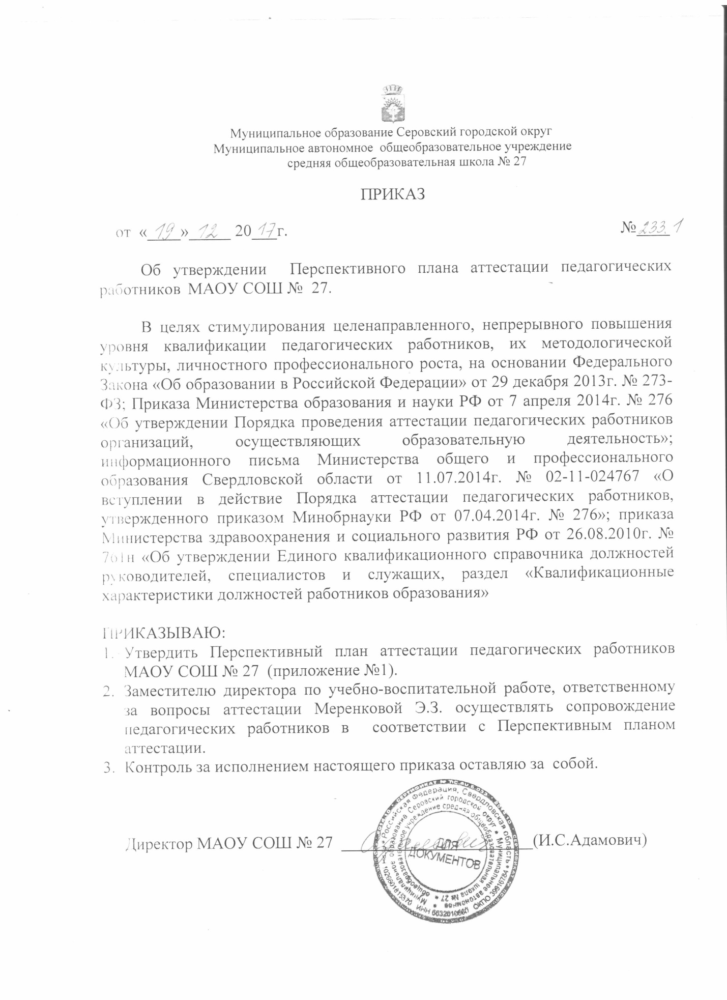 Муниципальное образование Серовский городской округ
Муниципальное автономное общеобразовательное учреждение
средняя общеобразовательная школа № 27
ПРИКАЗ
от «19» 12 2017г. №233.1
Об утверждении Перспективного плана аттестации педагогических
работников МАОУ СОШ № 27.
В целях стимулирования целенаправленного, непрерывного повышения
уровня квалификации педагогических работников, их методологической
культуры, личностного профессионального роста, на основании Федерального
Закона «Об образовании в Российской Федерации» от 29 декабря 2013г. № 273-
ФЗ; Приказа Министерства образования и науки РФ от 7 апреля 2014г. № 276
«Об утверждении Порядка проведения аттестации педагогических работников
организаций, осуществляющих образовательную деятельность»;
информационного письма Министерства общего и профессионального
образования Свердловской области от 11.07.2014г. № 02-11-024767 «О
вступлении в действие Порядка аттестации педагогических работников,
утвержденного приказом Минобрнауки РФ от 07.04.2014г. № 276»; приказа
Министерства здравоохранения и социального развития РФ от 26.08.2010г. №
761н «Об утверждении Единого квалификационного справочника должностей
руководителей, специалистов и служащих, раздел «Квалификационные
характеристики должностей работников образования»
ПРИКАЗЫВАЮ:
1. Утвердить Перспективный план аттестации педагогических работников
МАОУ СОШ № 27 (приложение №1).
2. Заместителю директора по учебно-воспитательной работе, ответственному
за вопросы аттестации Меренковой Э.З. осуществлять сопровождение
педагогических работников в соответствии с Перспективным планом
аттестации.
3. Контроль за исполнением настоящего приказа оставляю за собой.
Директор МАОУ СОШ № 27 (И.С.Адамович)
Российская Федерация, Свердловская область *
ОКПО 39916784
Муниципальное образование Серовский городской округ * Муниципальное автономное
общеобразовательное учреждение средняя общеобразовательная школа № 27 *
ДЛЯ
ДОКУМЕНТОВ